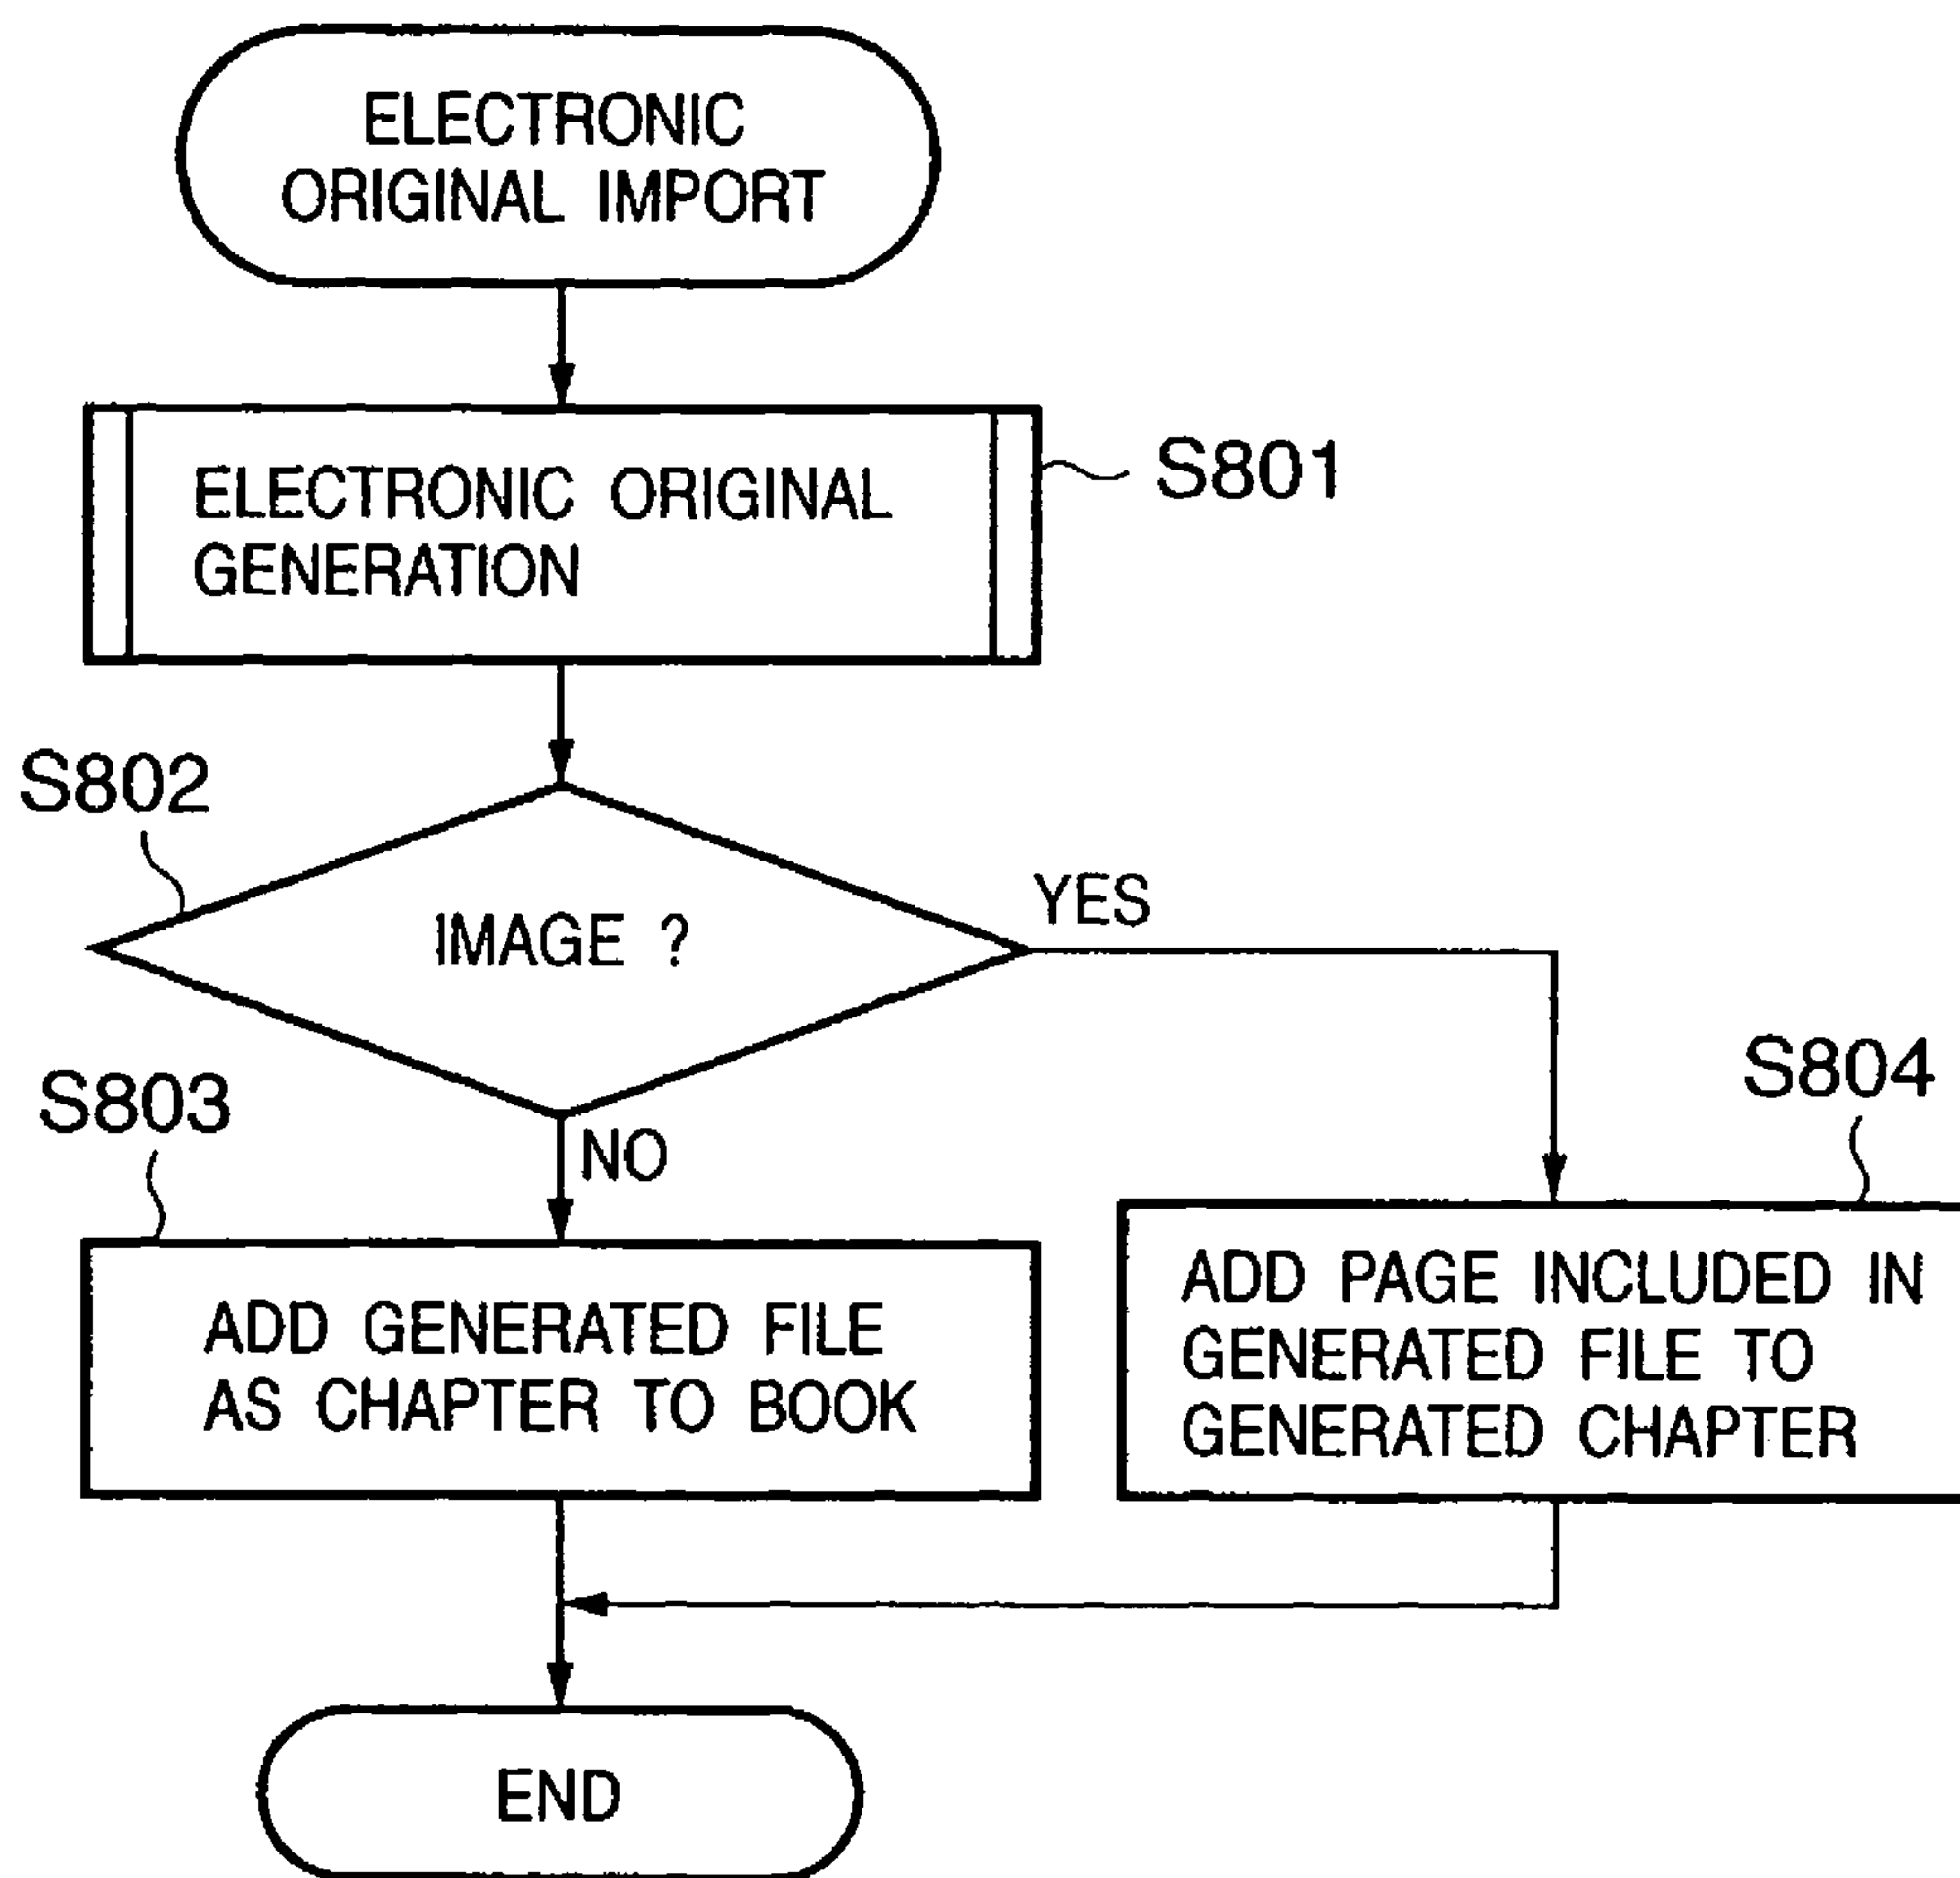 ELECTRONIC
ORIGINAL IMPORT
ELECTRONIC ORIGINAL
GENERATION
S801
S802
IMAGE ?
YES
NO
S803
ADD GENERATED FILE
AS CHAPTER TO BOOK
S804
ADD PAGE INCLUDED IN
GENERATED FILE TO
GENERATED CHAPTER
END